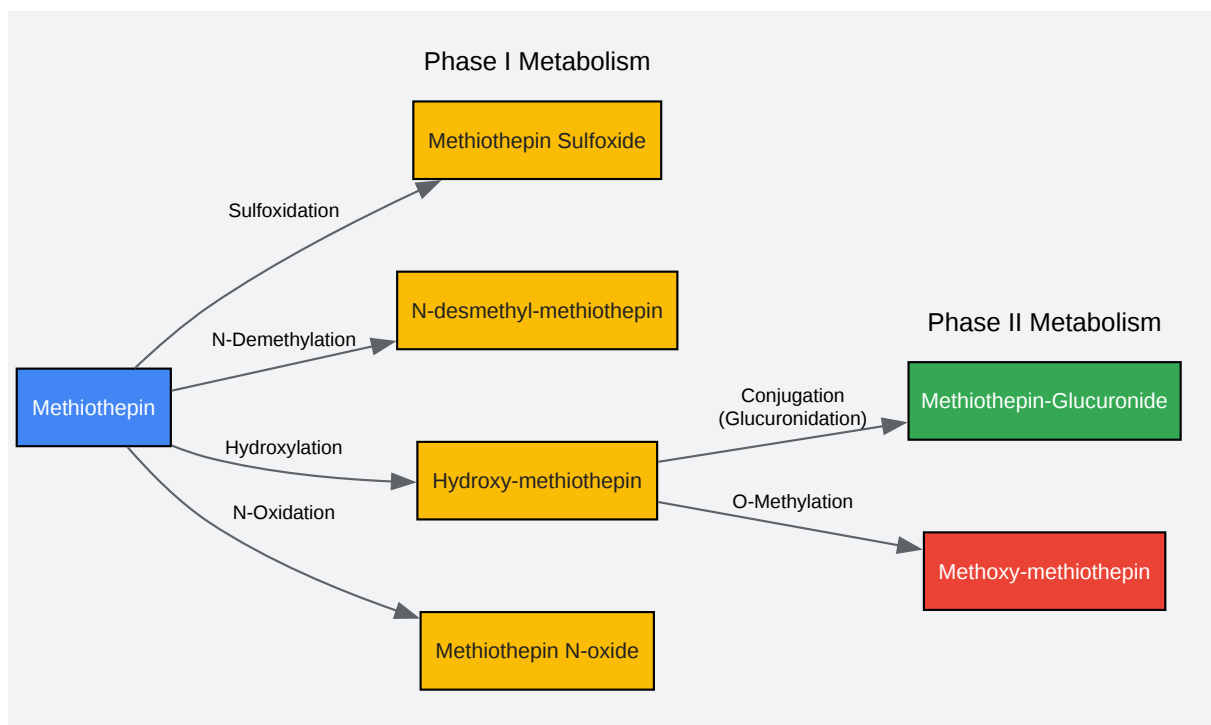 Phase I Metabolism
Methiothepin Sulfoxide
Sulfoxidation
N-desmethyl-methiothepin
N-Demethylation
Phase II Metabolism
Methiothepin
Conjugation
(Glucuronidation)
Methiothepin-Glucuronide
Hydroxylation
Hydroxy-methiothepin
O-Methylation
N-Oxidation
Methoxy-methiothepin
Methiothepin N-oxide